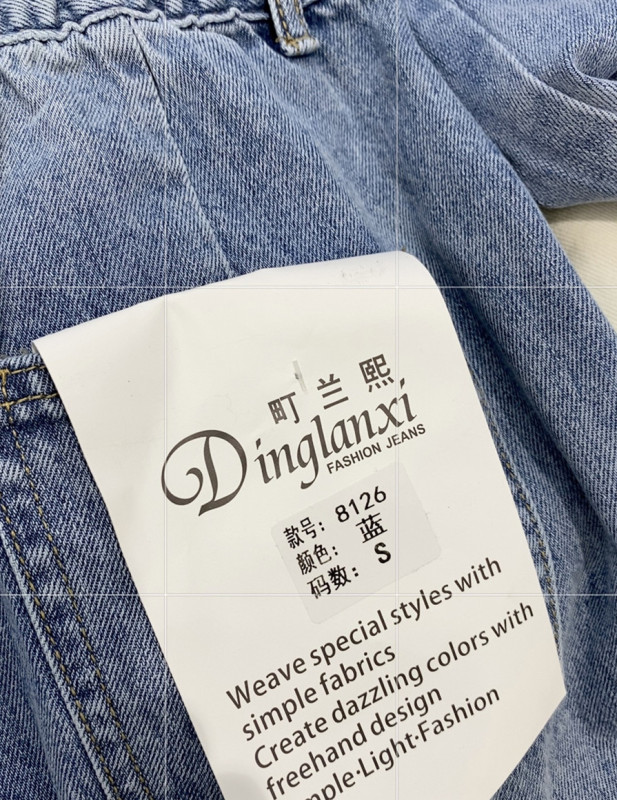 町兰熙
Dinglanxi
FASHION JEANS
款号: 8126
颜色: 蓝
码数: S
Weave special styles with
simple fabrics
Create dazzling colors with
freehand design
mple·Light·Fashion